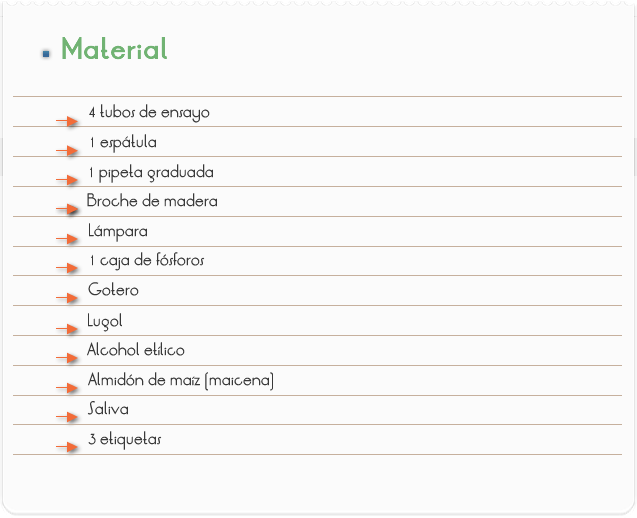 Material
4 tubos de ensayo
1 espátula
1 pipeta graduada
Broche de madera
Lámpara
1 caja de fósforos
Gotero
Lugol
Alcohol etílico
Almidón de maíz (maicena)
Saliva
3 etiquetas